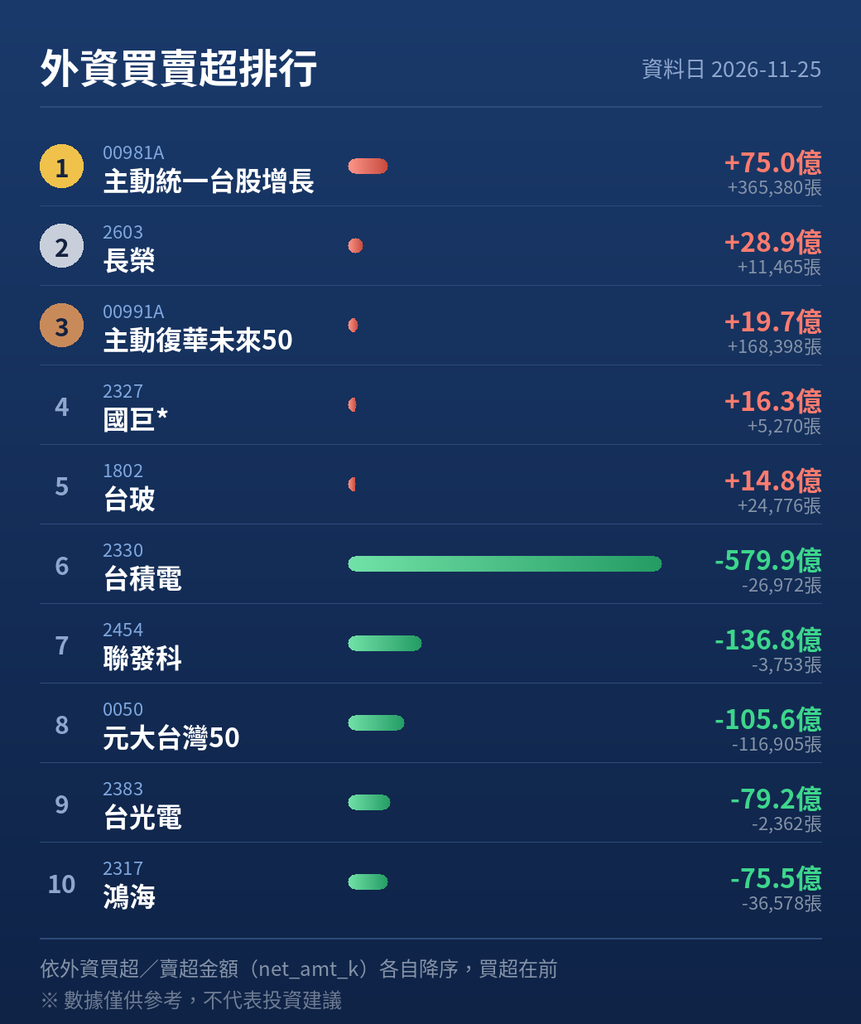 外資買賣超排行
資料日 2026-11-25
1
00981A
主動統一台股增長
+75.0億
+365,380張
2
2603
長榮
+28.9億
+11,465張
3
00991A
主動復華未來50
+19.7億
+168,398張
4
2327
國巨*
+16.3億
+5,270張
5
1802
台玻
+14.8億
+24,776張
6
2330
台積電
-579.9億
-26,972張
7
2454
聯發科
-136.8億
-3,753張
8
0050
元大台灣50
-105.6億
-116,905張
9
2383
台光電
-79.2億
-2,362張
10
2317
鴻海
-75.5億
-36,578張
依外資買超／賣超金額（net_amt_k）各自降序，買超在前
※ 數據僅供參考，不代表投資建議